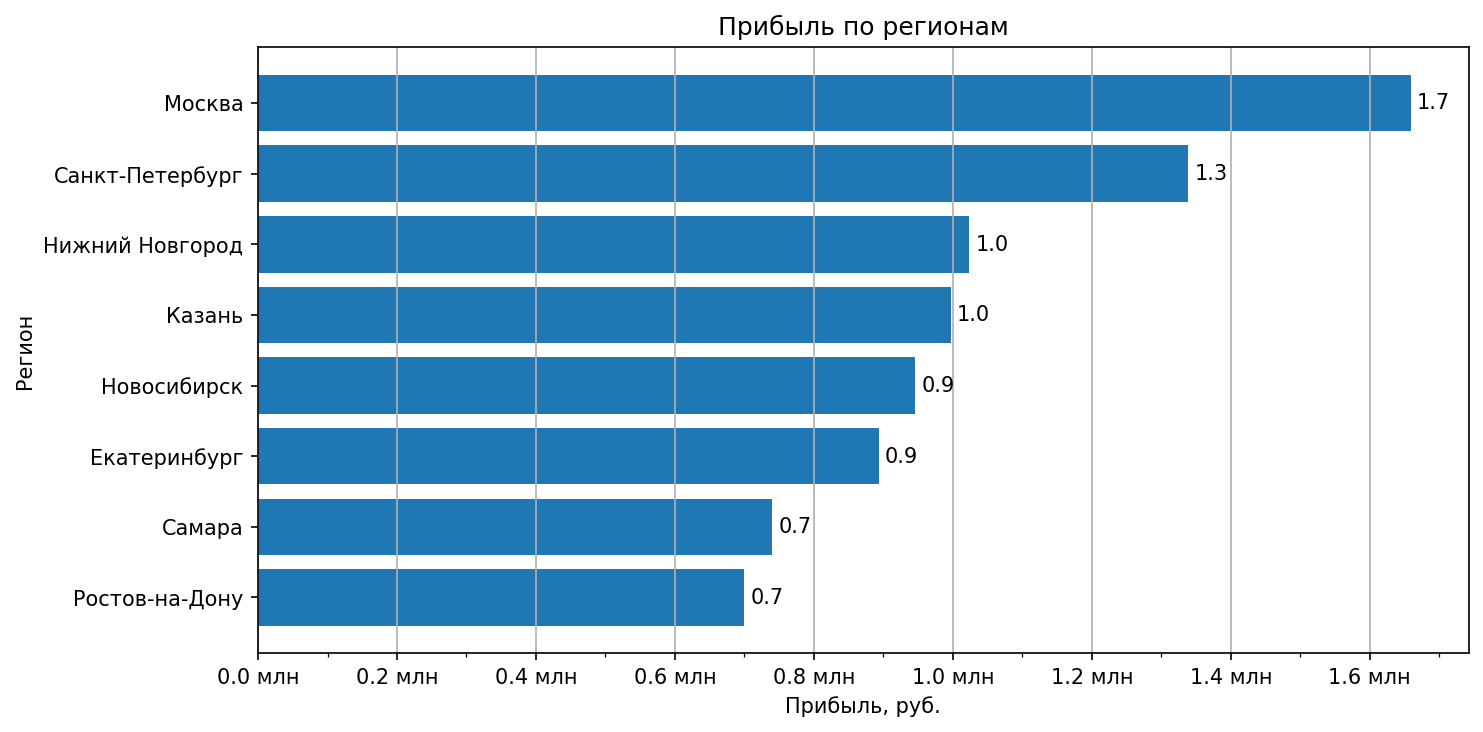 Прибыль по регионам
Москва
1.7
Санкт-Петербург
1.3
Нижний Новгород
1.0
Казань
1.0
Новосибирск
0.9
Екатеринбург
0.9
Самара
0.7
Ростов-на-Дону
0.7
Регион
0.0 млн 0.2 млн 0.4 млн 0.6 млн 0.8 млн 1.0 млн 1.2 млн 1.4 млн 1.6 млн
Прибыль, руб.